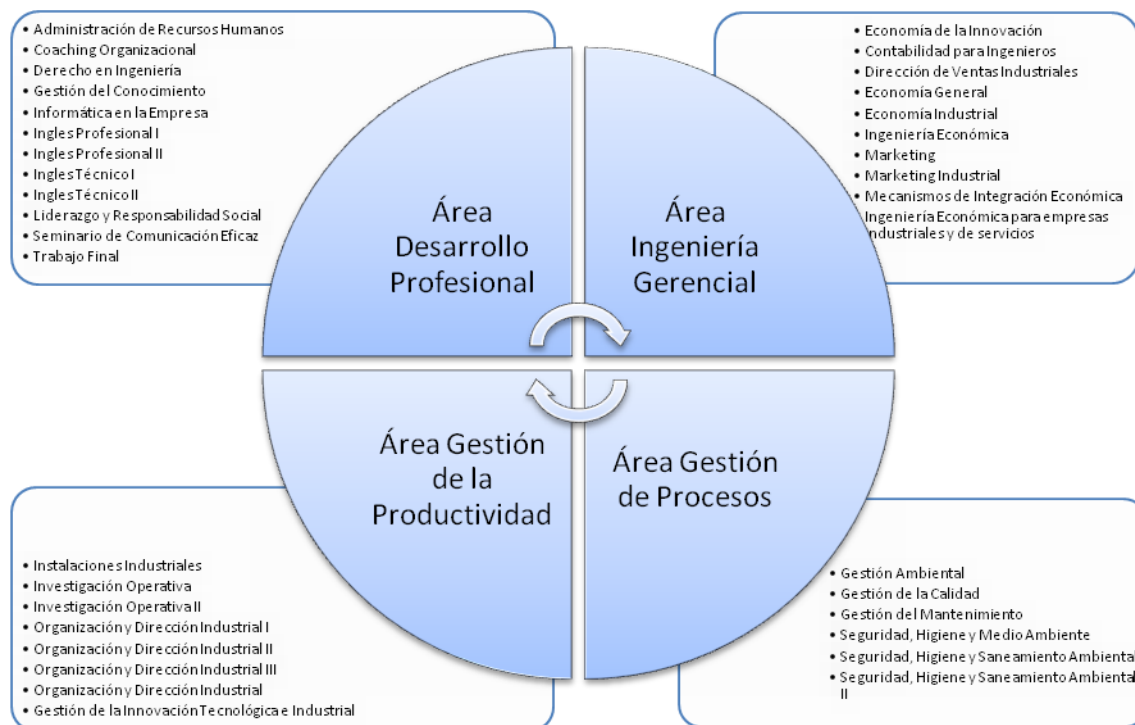 • Administración de Recursos Humanos
• Coaching Organizacional
• Derecho en Ingeniería
• Gestión del Conocimiento
• Informática en la Empresa
• Ingles Profesional I
• Ingles Profesional II
• Ingles Técnico I
• Ingles Técnico II
• Liderazgo y Responsabilidad Social
• Seminario de Comunicación Eficaz
• Trabajo Final
• Economía de la Innovación
• Contabilidad para Ingenieros
• Dirección de Ventas Industriales
• Economía General
• Economía Industrial
• Ingeniería Económica
• Marketing
• Marketing Industrial
• Mecanismos de Integración Económica
• Ingeniería Económica para empresas
industriales y de servicios
Área
Desarrollo
Profesional
Área
Ingeniería
Gerencial
Área Gestión
de la
Productividad
Área Gestión
de Procesos
• Instalaciones Industriales
• Investigación Operativa
• Investigación Operativa II
• Organización y Dirección Industrial I
• Organización y Dirección Industrial II
• Organización y Dirección Industrial III
• Organización y Dirección Industrial
• Gestión de la Innovación Tecnológica e Industrial
• Gestión Ambiental
• Gestión de la Calidad
• Gestión del Mantenimiento
• Seguridad, Higiene y Medio Ambiente
• Seguridad, Higiene y Saneamiento Ambiental
• Seguridad, Higiene y Saneamiento Ambiental
II